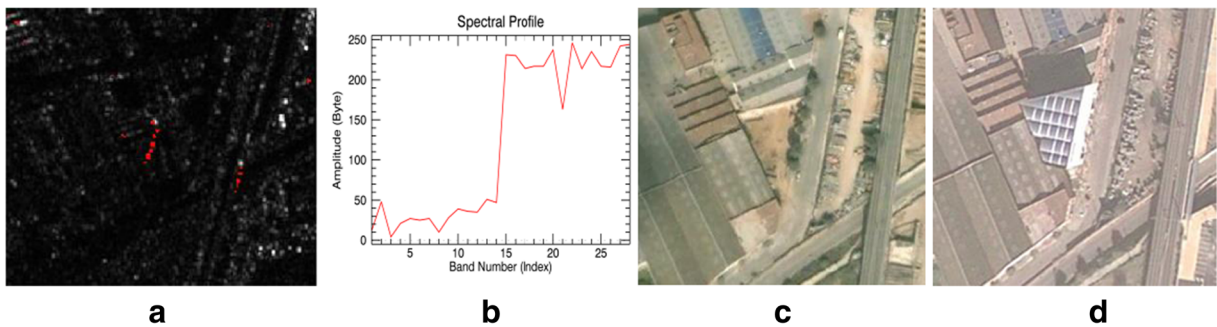 Spectral Profile
250
200
150
100
50
0
Amplitude (Byte)
5
10
15
20
25
Band Number (Index)
a
b
c
d